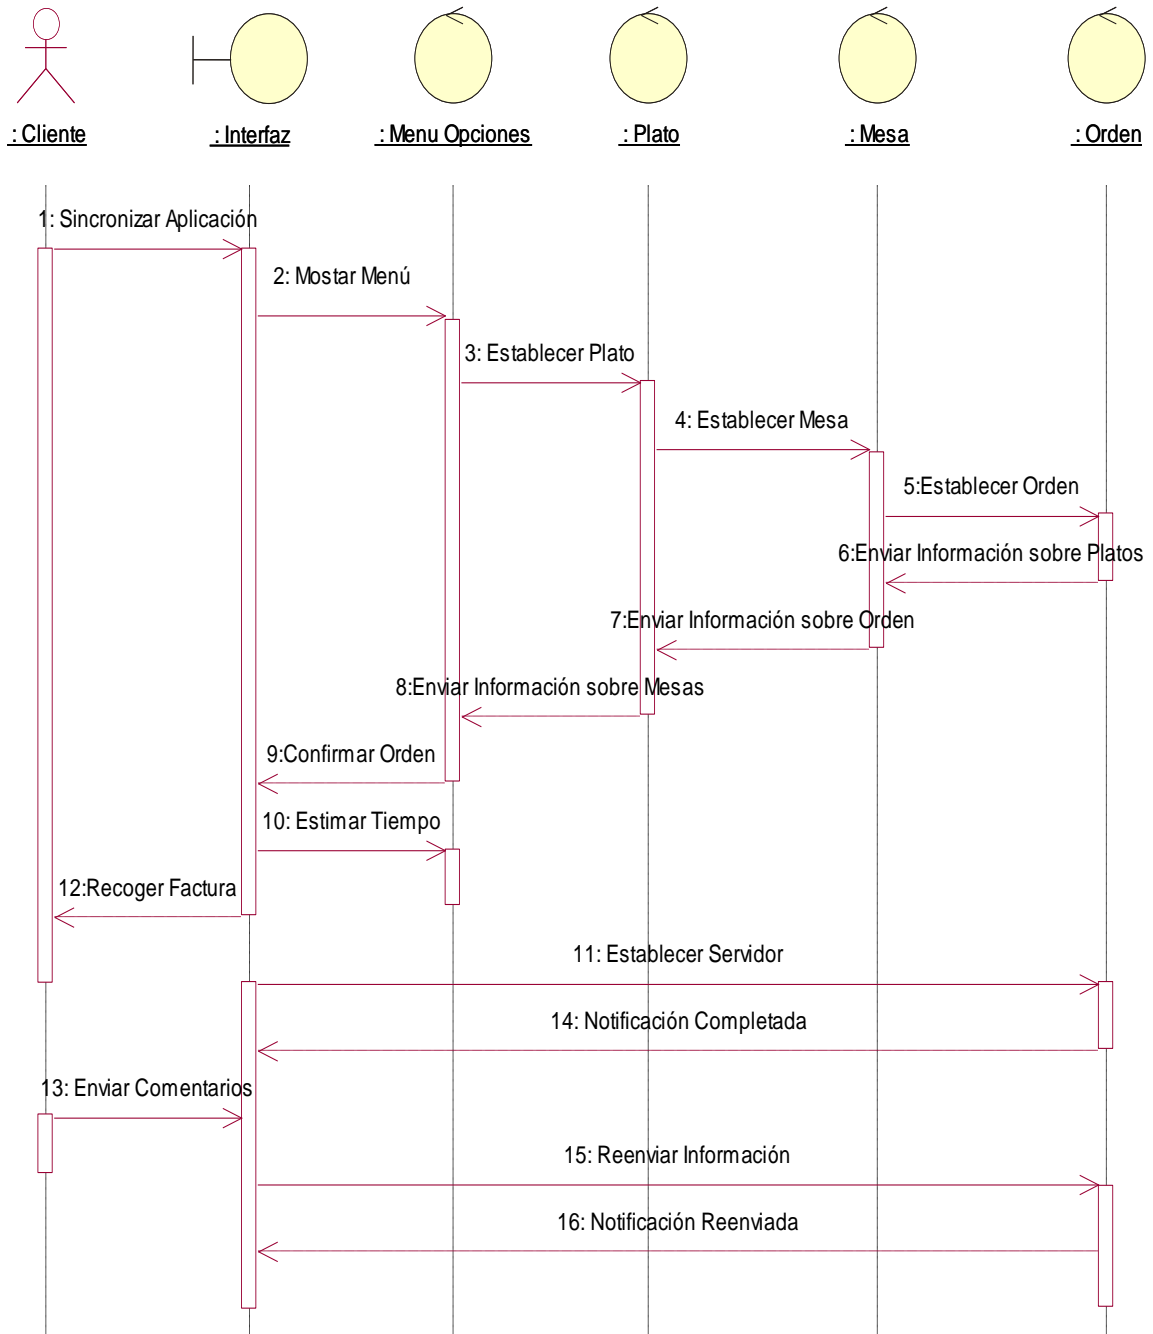 : Cliente
: Interfaz
: Menu Opciones
: Plato
: Mesa
: Orden
1: Sincronizar Aplicación
2: Mostar Menú
3: Establecer Plato
4: Establecer Mesa
5:Establecer Orden
6:Enviar Información sobre Platos
7:Enviar Información sobre Orden
8:Enviar Información sobre Mesas
9:Confirmar Orden
10: Estimar Tiempo
12:Recoger Factura
11: Establecer Servidor
14: Notificación Completada
13: Enviar Comentarios
15: Reenviar Información
16: Notificación Reenviada